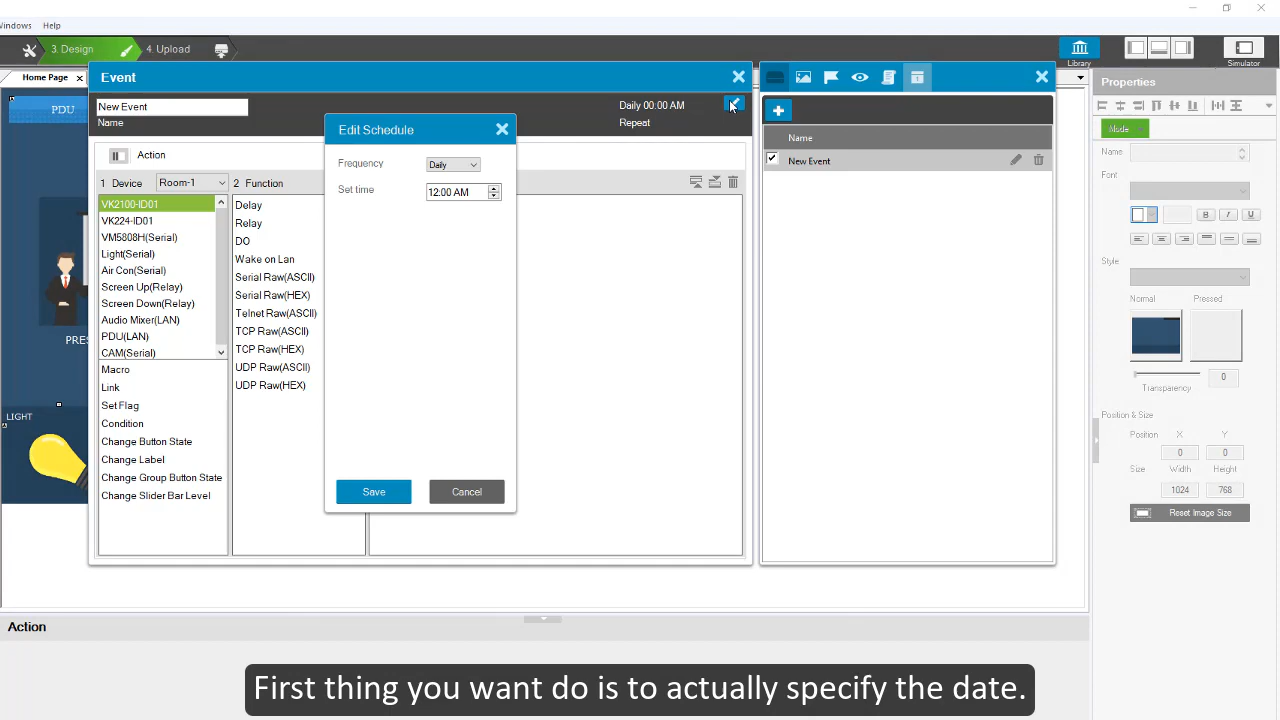 Windows Help
3. Design 4. Upload
Library Simulator
Home Page
Event
Properties
New Event
Name
Daily 00:00 AM
Repeat
PDU
Edit Schedule
Frequency Daily
Set time 12:00 AM
Save Cancel
Action
1 Device Room-1 2 Function
VK2100-ID01
VK224-ID01
VM5808H(Serial)
Light(Serial)
Air Con(Serial)
Screen Up(Relay)
Screen Down(Relay)
Audio Mixer(LAN)
PDU(LAN)
CAM(Serial)
Macro
Link
Set Flag
Condition
Change Button State
Change Label
Change Group Button State
Change Slider Bar Level
Delay
Relay
DO
Wake on Lan
Serial Raw(ASCII)
Serial Raw(HEX)
Telnet Raw(ASCII)
TCP Raw(ASCII)
TCP Raw(HEX)
UDP Raw(ASCII)
UDP Raw(HEX)
Name
New Event
PRES
LIGHT
Mode
Name
Font
B I U
Style
Normal Pressed
0
Transparency
Position & Size
Position X Y
0 0
Size Width Height
1024 768
Reset Image Size
Action
First thing you want do is to actually specify the date.